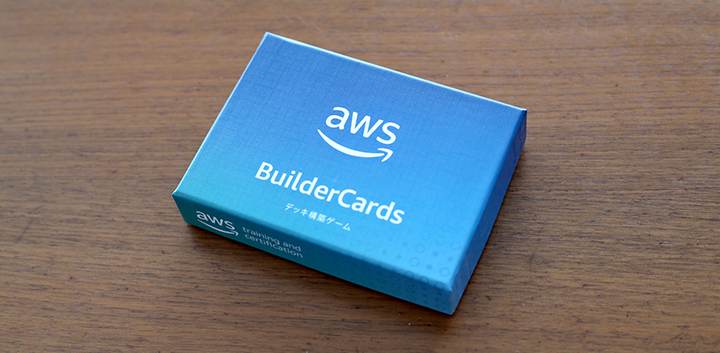 aws
BuilderCards
デッキ構築ゲーム
aws
training and
certification